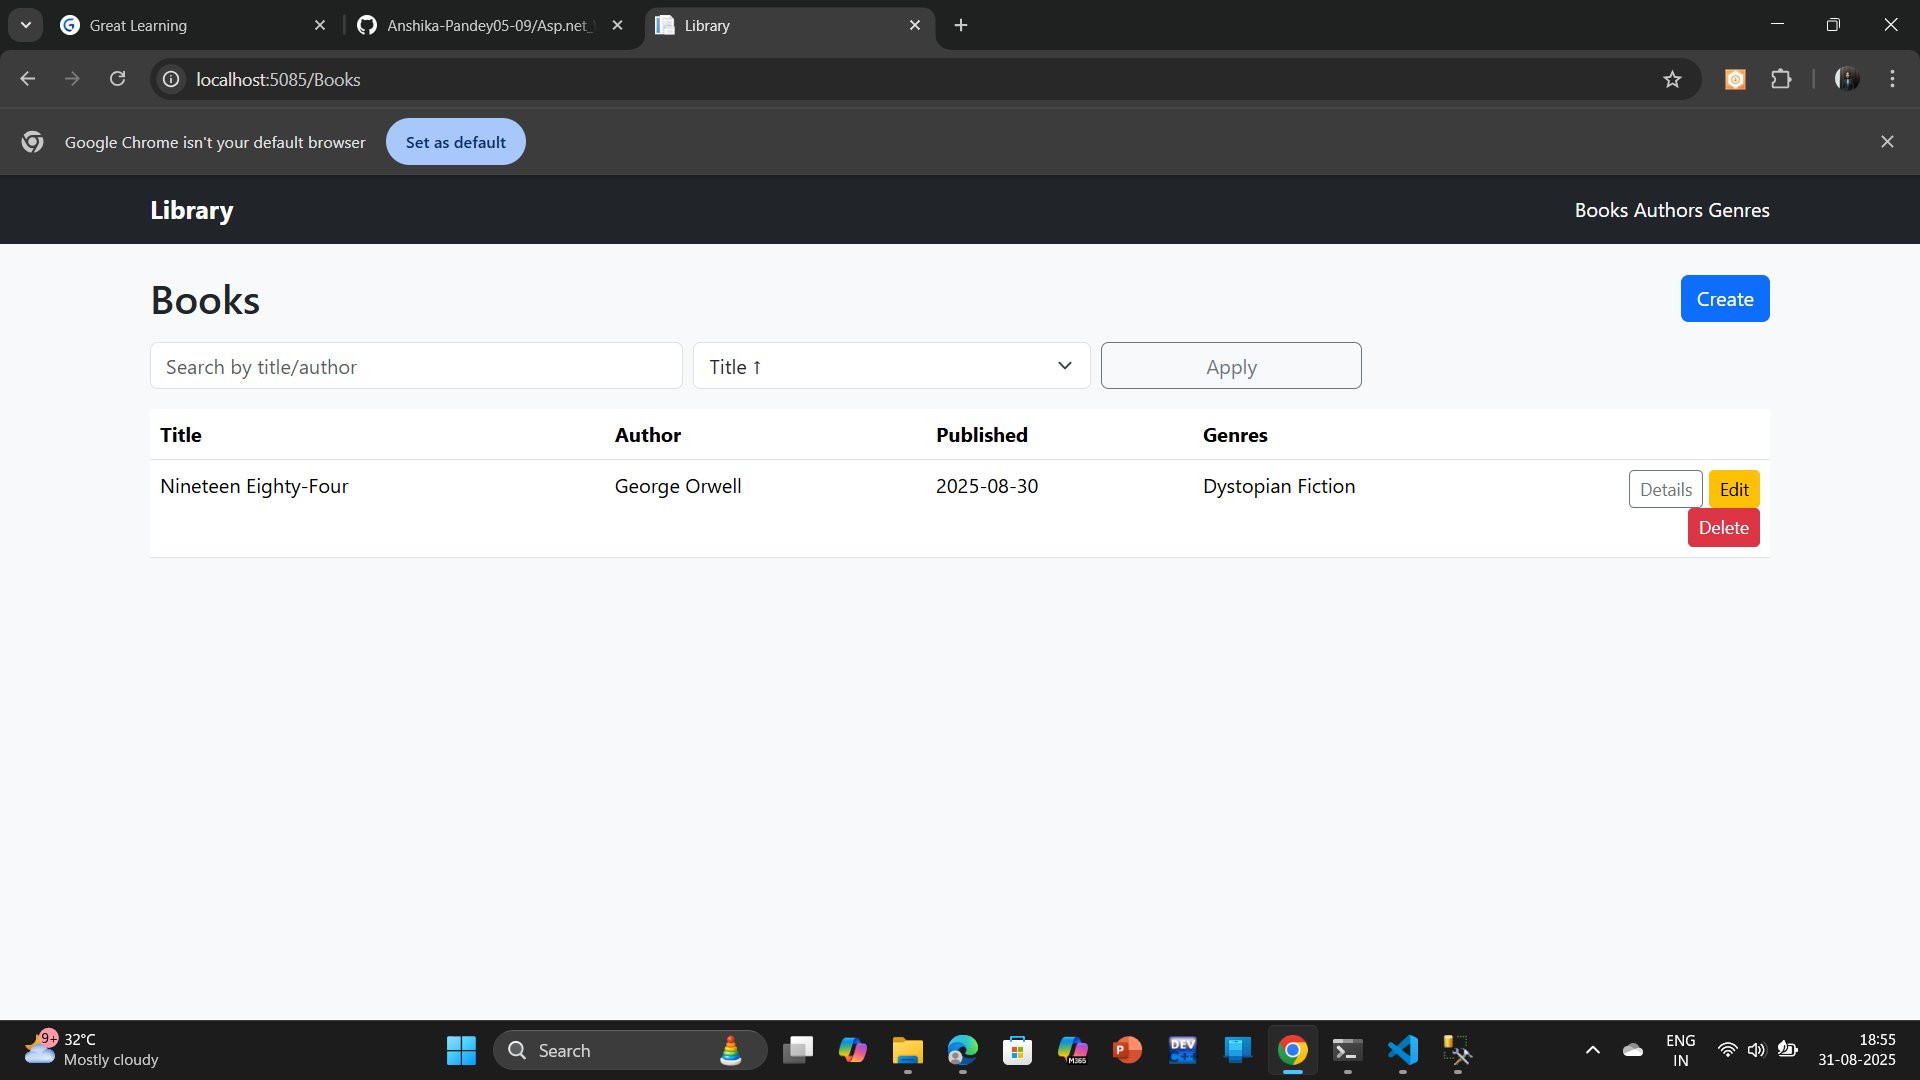 Great Learning
Anshika-Pandey05-09/Asp.net_
Library
localhost:5085/Books
Google Chrome isn't your default browser
Set as default
Library
Books Authors Genres
Books
Create
Search by title/author
Title ↑
Apply
Title Author Published Genres
Nineteen Eighty-Four George Orwell 2025-08-30 Dystopian Fiction Details Edit
Delete
9+
32°C
Mostly cloudy
Search
M365
P
DEV
C++
ENG
IN
18:55
31-08-2025